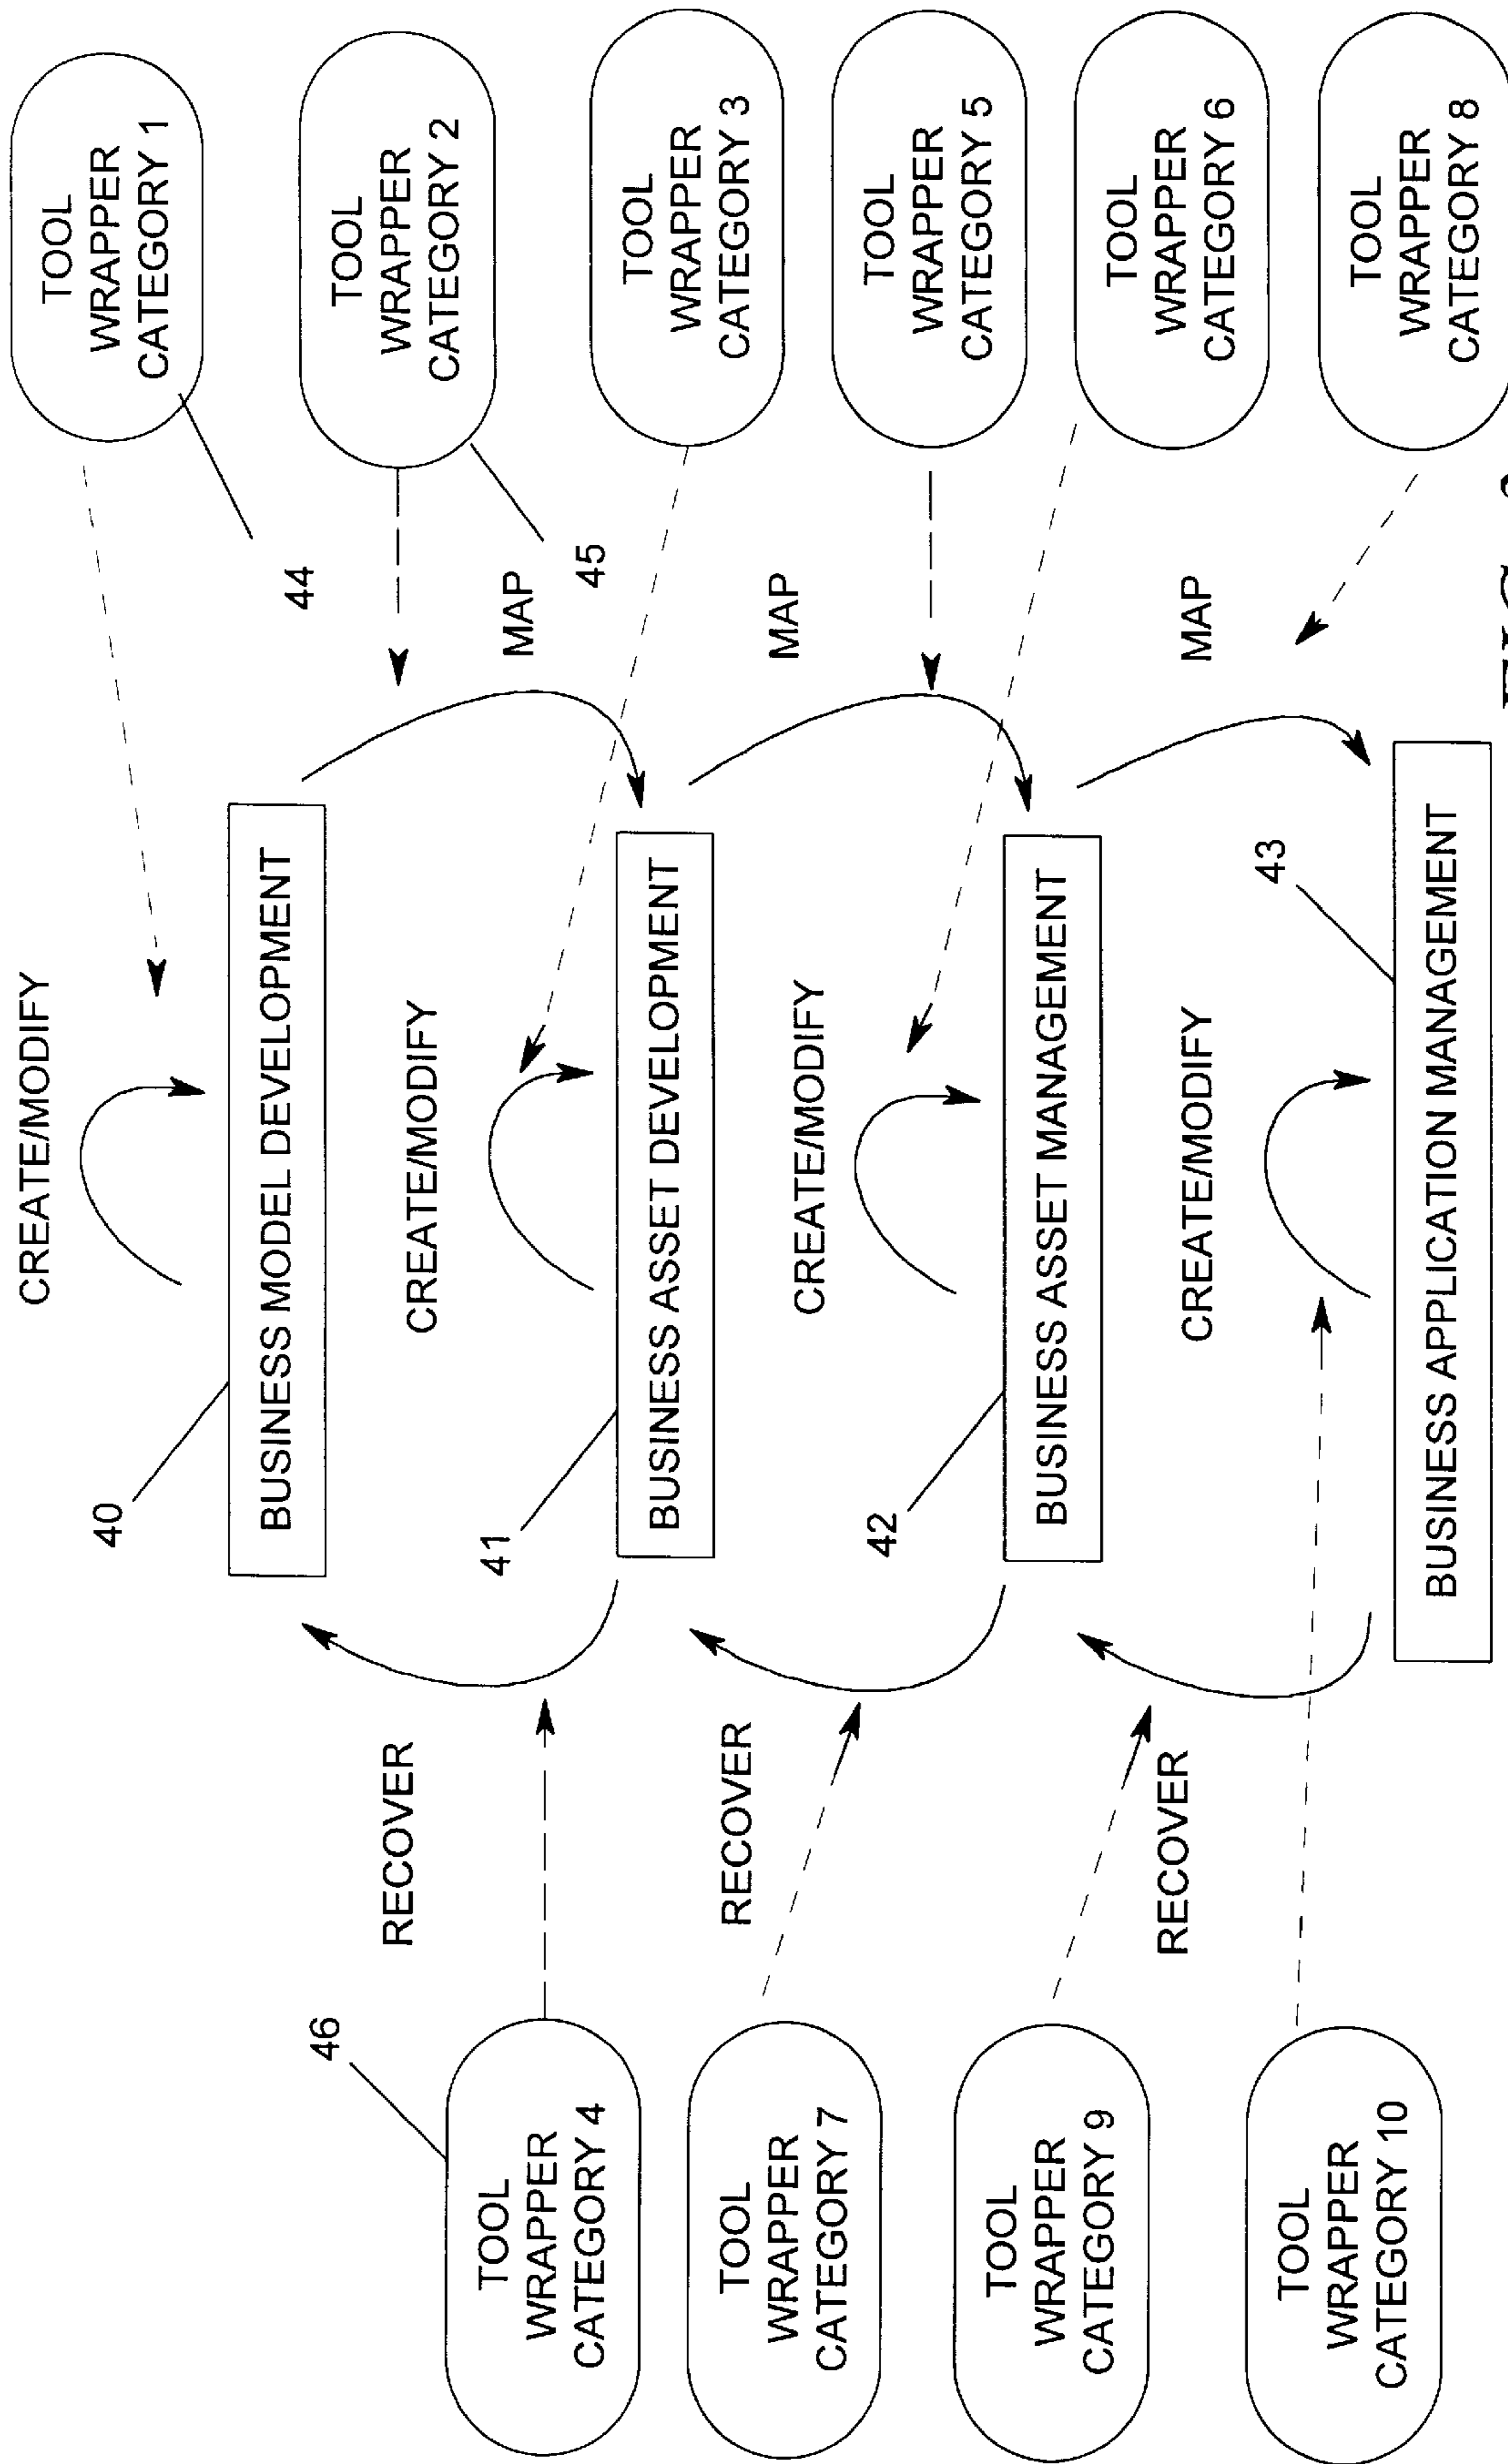 CREATE/MODIFY
TOOL
WRAPPER
CATEGORY 1
44
40
BUSINESS MODEL DEVELOPMENT
TOOL
WRAPPER
CATEGORY 2
45
MAP
RECOVER
CREATE/MODIFY
46
TOOL
WRAPPER
CATEGORY 4
41
BUSINESS ASSET DEVELOPMENT
TOOL
WRAPPER
CATEGORY 3
MAP
RECOVER
CREATE/MODIFY
TOOL
WRAPPER
CATEGORY 7
TOOL
WRAPPER
CATEGORY 5
42
BUSINESS ASSET MANAGEMENT
TOOL
WRAPPER
CATEGORY 9
TOOL
WRAPPER
CATEGORY 6
MAP
RECOVER
CREATE/MODIFY
43
TOOL
WRAPPER
CATEGORY 10
BUSINESS APPLICATION MANAGEMENT
TOOL
WRAPPER
CATEGORY 8